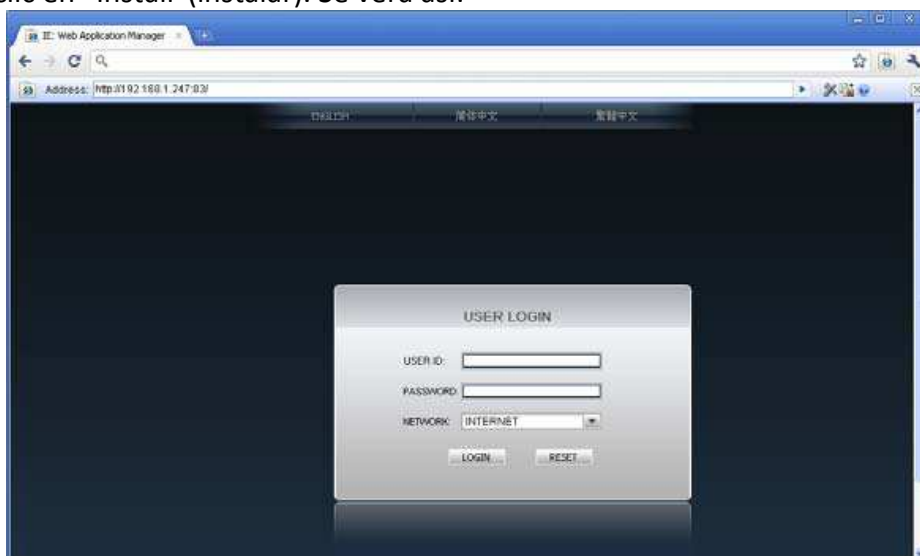 en "Install"(instalar). Se verá así:
IE: Web Application Manager
Address: http://192.168.1.247:83/
ENGLISH 简体中文 繁體中文
USER LOGIN
USER ID:
PASSWORD:
NETWORK: INTERNET
LOGIN RESET